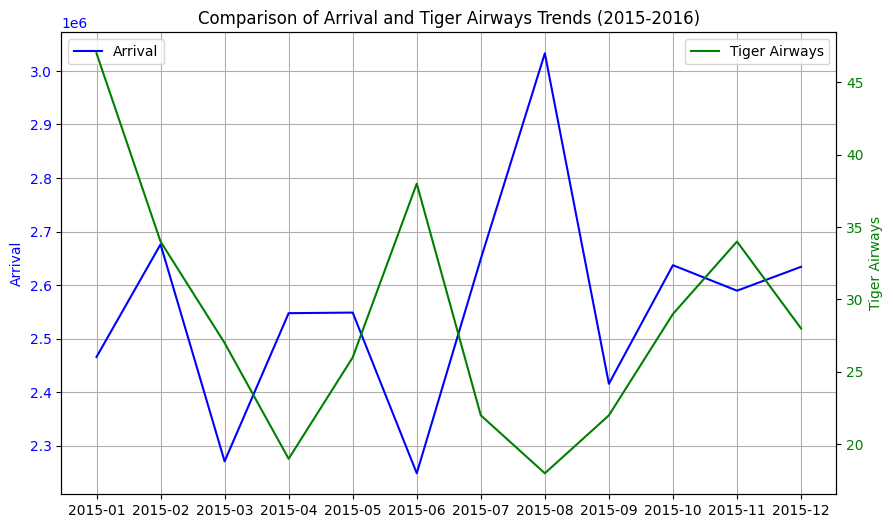 Comparison of Arrival and Tiger Airways Trends (2015-2016)
1e6
Arrival
Tiger Airways
3.0
2.9
2.8
2.7
2.6
2.5
2.4
2.3
Arrival
45
40
35
30
25
20
Tiger Airways
2015-01 2015-02 2015-03 2015-04 2015-05 2015-06 2015-07 2015-08 2015-09 2015-10 2015-11 2015-12